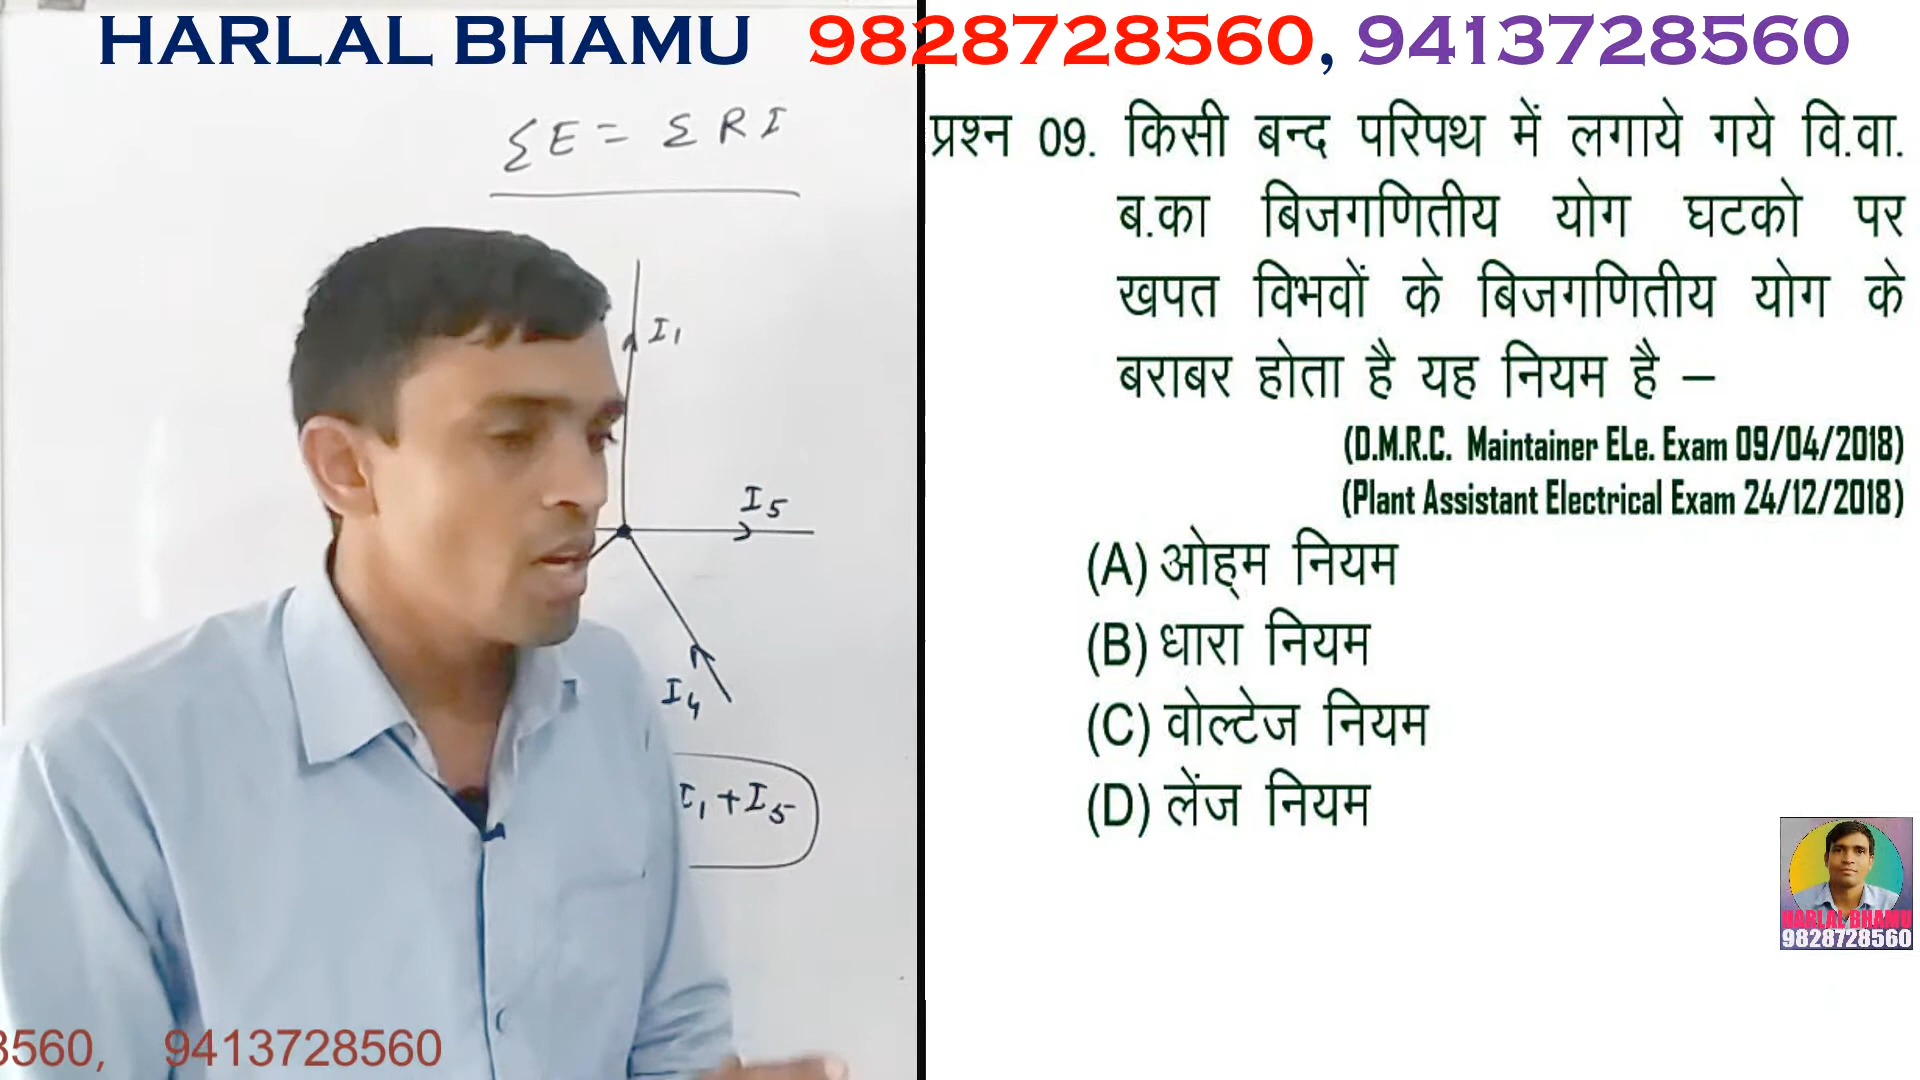 HARLAL BHAMU 9828728560, 9413728560
ΣE = ΣRI
I₁
I₅
I₄
I₁ + I₅
8560, 9413728560
प्रश्न 09. किसी बन्द परिपथ में लगाये गये वि.वा.
ब.का बिजगणितीय योग घटको पर
खपत विभवों के बिजगणितीय योग के
बराबर होता है यह नियम है –
(D.M.R.C. Maintainer ELe. Exam 09/04/2018)
(Plant Assistant Electrical Exam 24/12/2018)
(A) ओह्म नियम
(B) धारा नियम
(C) वोल्टेज नियम
(D) लेंज नियम
HARLAL BHAMU
9828728560